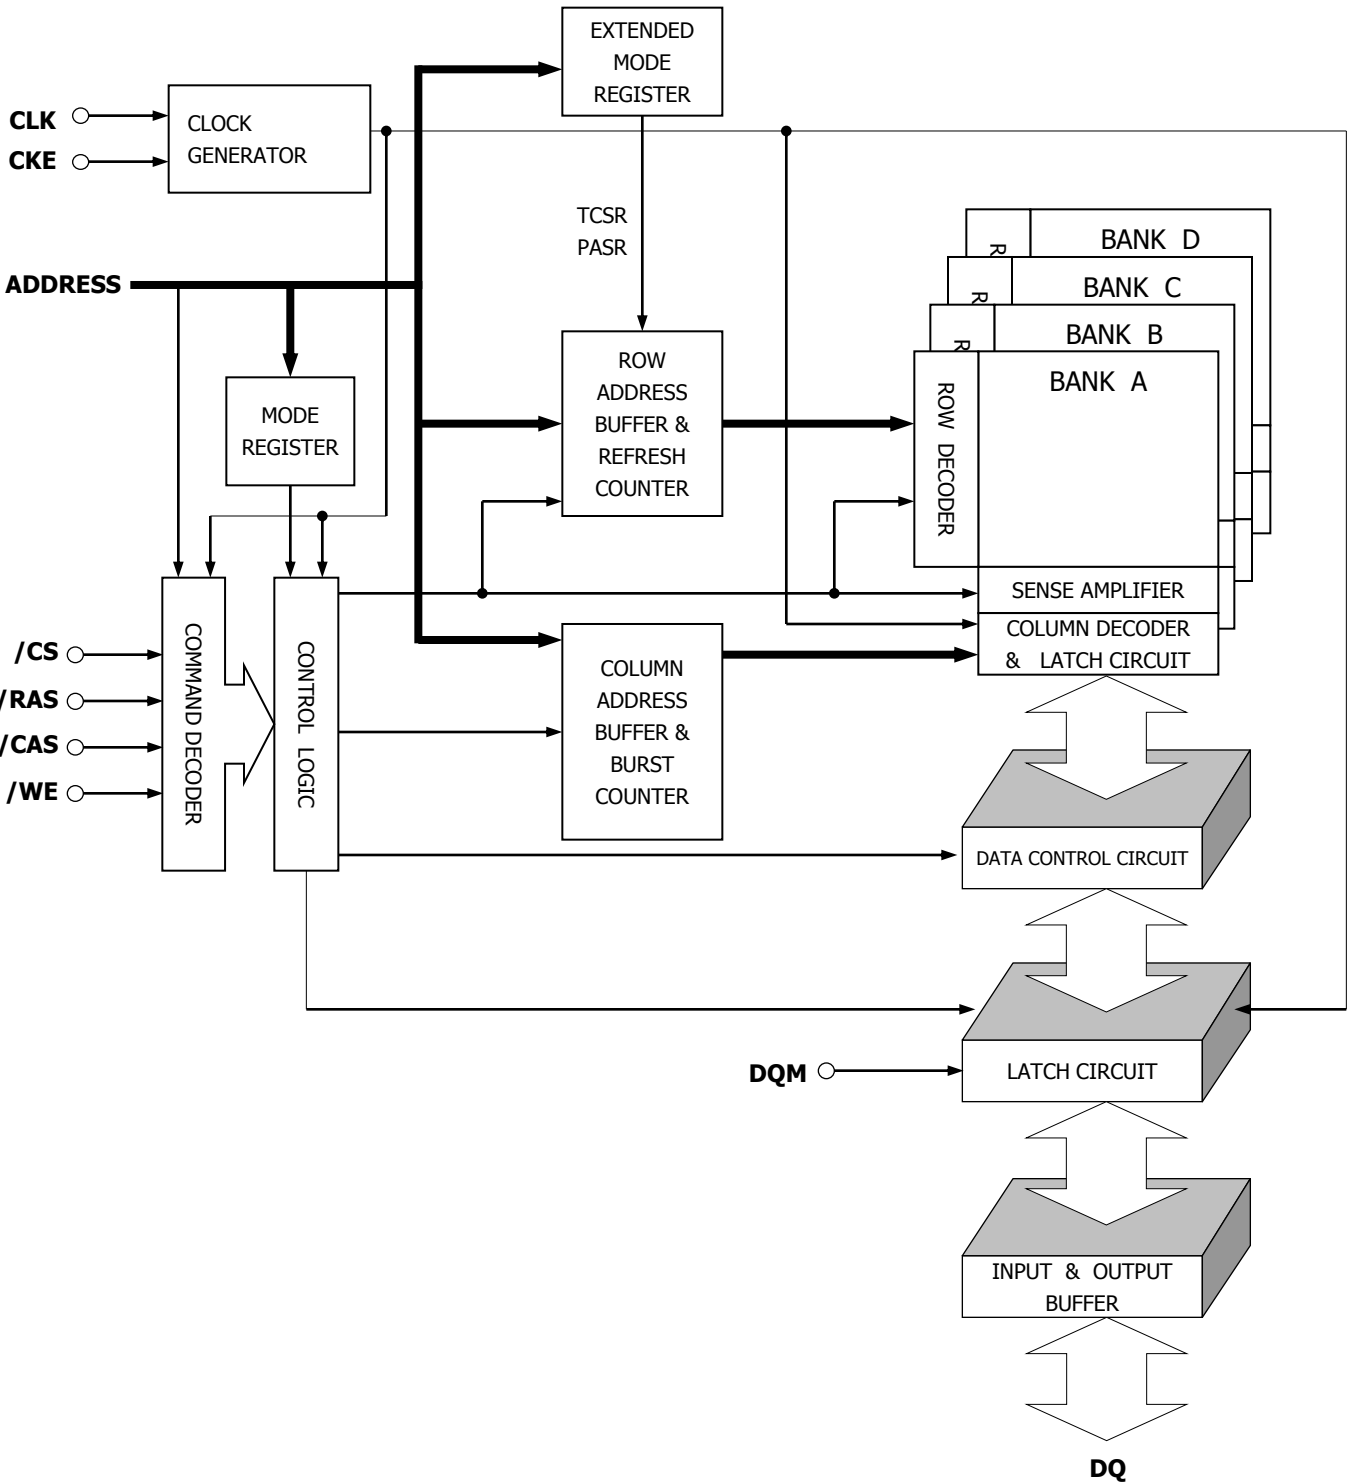 EXTENDED
MODE
REGISTER
CLK
CKE
CLOCK
GENERATOR
TCSR
PASR
ADDRESS
R
BANK D
R
BANK C
R
BANK B
BANK A
ROW DECODER
ROW
ADDRESS
BUFFER &
REFRESH
COUNTER
MODE
REGISTER
SENSE AMPLIFIER
COLUMN DECODER
& LATCH CIRCUIT
/CS
/RAS
/CAS
/WE
COMMAND DECODER
CONTROL LOGIC
COLUMN
ADDRESS
BUFFER &
BURST
COUNTER
DATA CONTROL CIRCUIT
DQM
LATCH CIRCUIT
INPUT & OUTPUT
BUFFER
DQ